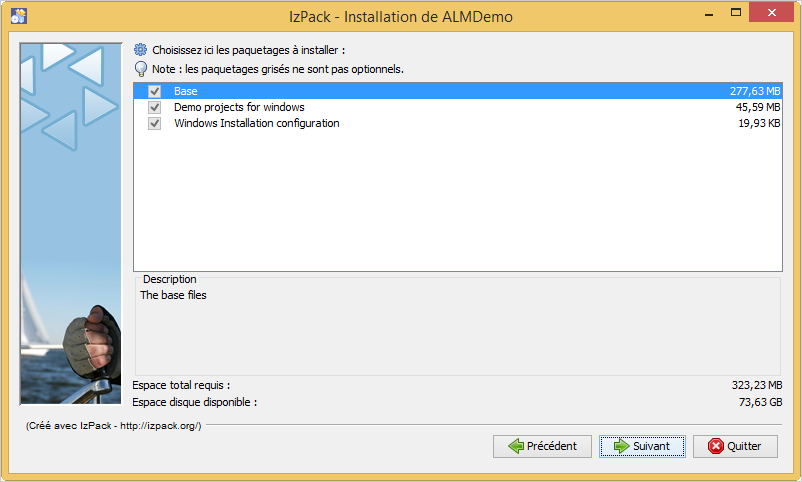 IzPack - Installation de ALMDemo
Choisissez ici les paquetages à installer :
Note : les paquetages grisés ne sont pas optionnels.
Base 277,63 MB
Demo projects for windows 45,59 MB
Windows Installation configuration 19,93 KB
Description
The base files
Espace total requis : 323,23 MB
Espace disque disponible : 73,63 GB
(Créé avec IzPack - http://izpack.org/)
Précédent Suivant Quitter